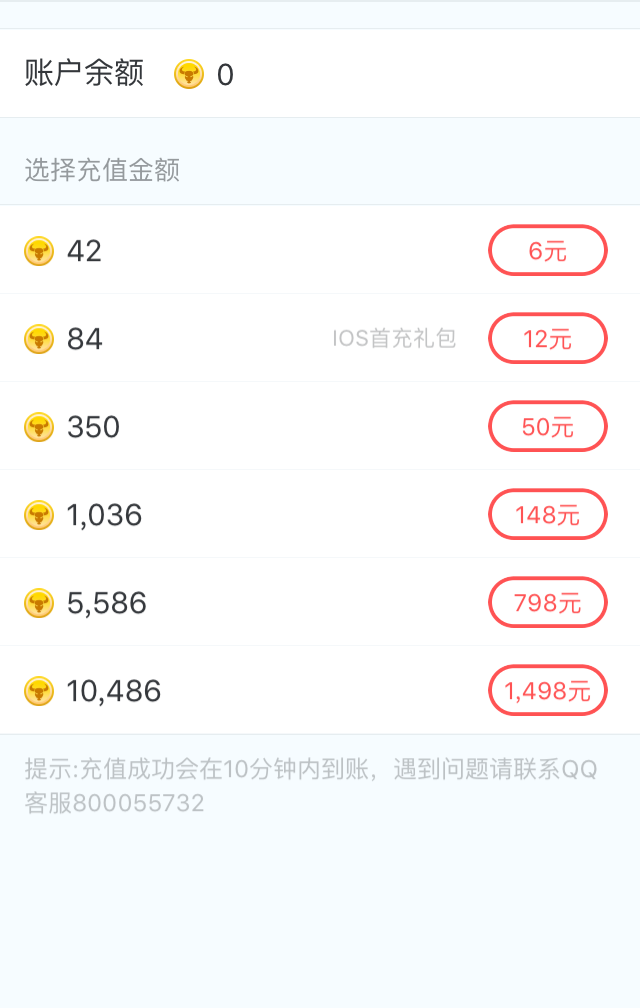 账户余额 0
选择充值金额
42 6元
84 IOS首充礼包 12元
350 50元
1,036 148元
5,586 798元
10,486 1,498元
提示:充值成功会在10分钟内到账，遇到问题请联系QQ
客服800055732